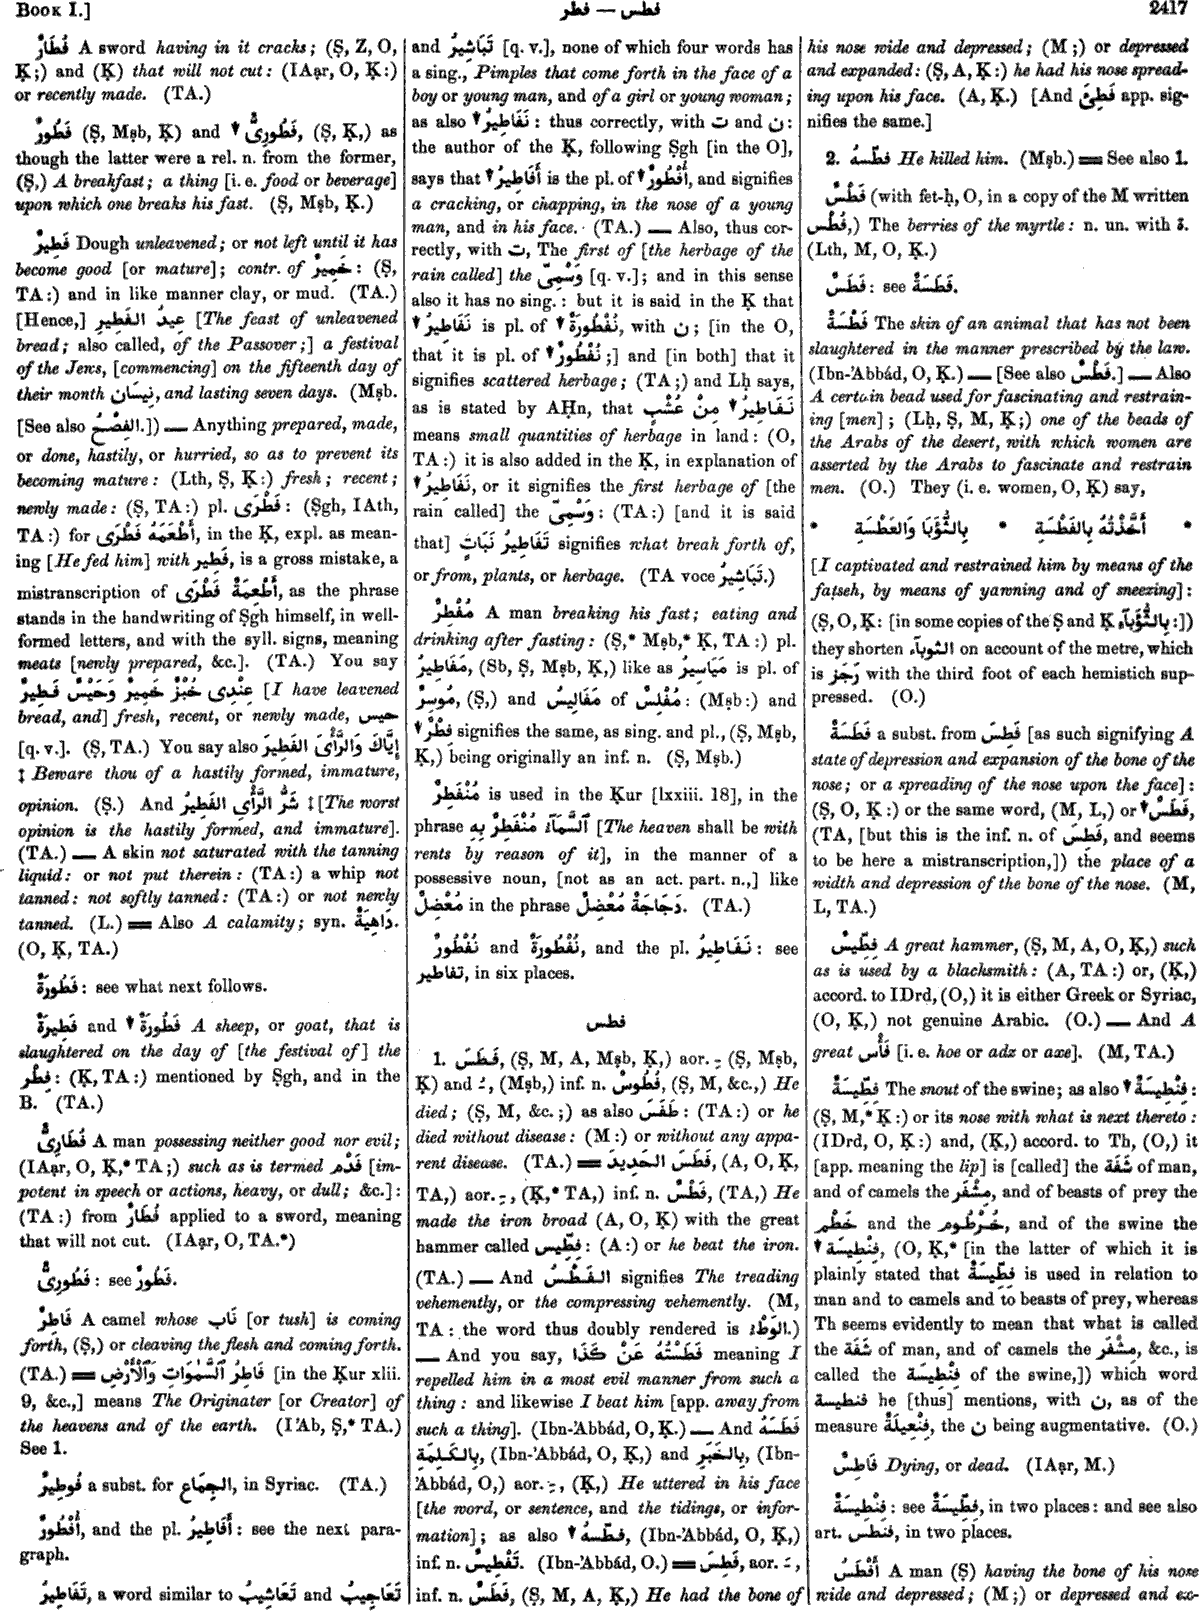 BOOK I.]
فطس — فطر
2417
فُطَارٌ A sword having in it cracks; (Ṣ, Z, O,
Ḳ;) and (Ḳ) that will not cut: (IAạr, O, Ḳ:)
or recently made. (TA.)
فَطُورٌ (Ṣ, Mṣb, Ḳ) and ▼ فَطُورِىٌّ, (Ṣ, Ḳ,) as
though the latter were a rel. n. from the former,
(Ṣ,) A breakfast; a thing [i. e. food or beverage]
upon which one breaks his fast. (Ṣ, Mṣb, Ḳ.)
فَطِيرٌ Dough unleavened; or not left until it has
become good [or mature]; contr. of خَمِيرٌ: (Ṣ,
TA:) and in like manner clay, or mud. (TA.)
[Hence,] عِيدُ الفَطِيرِ [The feast of unleavened
bread; also called, of the Passover;] a festival
of the Jews, [commencing] on the fifteenth day of
their month نِيسَان, and lasting seven days. (Mṣb.
[See also الفِصْحُ.]) — Anything prepared, made,
or done, hastily, or hurried, so as to prevent its
becoming mature: (Lth, Ṣ, Ḳ:) fresh; recent;
newly made: (Ṣ, TA:) pl. فَطْرَى: (Ṣgh, IAth,
TA:) for أَطْعَمَهُ فَطْرَى, in the Ḳ, expl. as mean-
ing [He fed him] with فَطِير, is a gross mistake, a
mistranscription of أَطْعِمَةٌ فَطْرَى, as the phrase
stands in the handwriting of Ṣgh himself, in well-
formed letters, and with the syll. signs, meaning
meats [newly prepared, &c.]. (TA.) You say
عِنْدِى خُبْزٌ خَمِيرٌ وَحَيْسٌ فَطِيرٌ [I have leavened
bread, and] fresh, recent, or newly made, حيس
[q. v.]. (Ṣ, TA.) You say also إِيَّاكَ وَالرَّأْىَ الفَطِيرَ
‡ Beware thou of a hastily formed, immature,
opinion. (Ṣ.) And شَرُّ الرَّأْىِ الفَطِيرُ ‡ [The worst
opinion is the hastily formed, and immature].
(TA.) — A skin not saturated with the tanning
liquid: or not put therein: (TA:) a whip not
tanned: not softly tanned: (TA:) or not newly
tanned. (L.) ═ Also A calamity; syn. دَاهِيَةٌ.
(O, Ḳ, TA.)
فَطُورَةٌ: see what next follows.
فَطِيرَةٌ and ▼ فَطُورَةٌ A sheep, or goat, that is
slaughtered on the day of [the festival of] the
فِطْر: (Ḳ, TA:) mentioned by Ṣgh, and in the
B. (TA.)
فُطَارِىٌّ A man possessing neither good nor evil;
(IAạr, O, Ḳ,* TA;) such as is termed فَدْم [im-
potent in speech or actions, heavy, or dull; &c.]:
(TA:) from فُطَارٌ applied to a sword, meaning
that will not cut. (IAạr, O, TA.*)
فَطُورِىٌّ: see فَطُورٌ.
فَاطِرٌ A camel whose نَاب [or tush] is coming
forth, (Ṣ,) or cleaving the flesh and coming forth.
(TA.) ═ فَاطِرُ ٱلسَّمٰوَاتِ وَٱلْأَرْضِ [in the Ḳur xlii.
9, &c.,] means The Originater [or Creator] of
the heavens and of the earth. (I'Ab, Ṣ,* TA.)
See 1.
فُوطِيرٌ a subst. for الجِمَاع, in Syriac. (TA.)
أُفْطُورٌ, and the pl. أَفَاطِيرُ: see the next para-
graph.
تَفَاطِيرُ, a word similar to تَعَاشِيبُ and تَعَاجِيبُ
and تَبَاشِيرُ [q. v.], none of which four words has
a sing., Pimples that come forth in the face of a
boy or young man, and of a girl or young woman;
as also ▼ نَفَاطِيرُ: thus correctly, with ت and ن:
the author of the Ḳ, following Ṣgh [in the O],
says that ▼ أَفَاطِيرُ is the pl. of ▼ أُفْطُورٌ, and signifies
a cracking, or chapping, in the nose of a young
man, and in his face. (TA.) — Also, thus cor-
rectly, with ت, The first of [the herbage of the
rain called] the وَسْمِىّ [q. v.]; and in this sense
also it has no sing.: but it is said in the Ḳ that
▼ نَفَاطِيرُ is pl. of ▼ نُفْطُورَةٌ, with ن; [in the O,
that it is pl. of ▼ نُفْطُورٌ;] and [in both] that it
signifies scattered herbage; (TA;) and Lḥ says,
as is stated by AḤn, that ▼ نَفَاطِيرُ مِنْ عُشْبٍ
means small quantities of herbage in land: (O,
TA:) it is also added in the Ḳ, in explanation of
▼ نَفَاطِيرُ, or it signifies the first herbage of [the
rain called] the وَسْمِىّ: (TA:) [and it is said
that] تَفَاطِيرُ نَبَاتٍ signifies what break forth of,
or from, plants, or herbage. (TA voce تَبَاشِيرُ.)
مُفْطِرٌ A man breaking his fast; eating and
drinking after fasting: (Ṣ,* Mṣb,* Ḳ, TA:) pl.
مَفَاطِيرُ, (Sb, Ṣ, Mṣb, Ḳ,) like as مَيَاسِيرُ is pl. of
مُوسِرٌ, (Ṣ,) and مَفَالِيسُ of مُفْلِسٌ: (Mṣb:) and
▼ فِطْرٌ signifies the same, as sing. and pl., (Ṣ, Mṣb,
Ḳ,) being originally an inf. n. (Ṣ, Mṣb.)
مُنْفَطِرٌ is used in the Ḳur [lxxiii. 18], in the
phrase ٱلسَّمَآءُ مُنْفَطِرٌ بِهِ [The heaven shall be with
rents by reason of it], in the manner of a
possessive noun, [not as an act. part. n.,] like
مُعْضِلٌ in the phrase دَجَاجَةٌ مُعْضِلٌ. (TA.)
نُفْطُورٌ and نُفْطُورَةٌ, and the pl. نَفَاطِيرُ: see
تفاطير, in six places.
فطس
1. فَطَسَ, (Ṣ, M, A, Mṣb, Ḳ,) aor. ـِ (Ṣ, Mṣb,
Ḳ) and ـُ, (Mṣb,) inf. n. فُطُوسٌ, (Ṣ, M, &c.,) He
died; (Ṣ, M, &c.;) as also طَفَسَ: (TA:) or he
died without disease: (M:) or without any appa-
rent disease. (TA.) ═ فَطَسَ الحَدِيدَ, (A, O, Ḳ,
TA,) aor. ـِ, (Ḳ,* TA,) inf. n. فَطْسٌ, (TA,) He
made the iron broad (A, O, Ḳ) with the great
hammer called فِطِّيس: (A:) or he beat the iron.
(TA.) — And الفَطْسُ signifies The treading
vehemently, or the compressing vehemently. (M,
TA: the word thus doubly rendered is الوَطْءُ.)
— And you say, فَطَسْتُهُ عَنْ كَذَا meaning I
repelled him in a most evil manner from such a
thing: and likewise I beat him [app. away from
such a thing]. (Ibn-'Abbád, O, Ḳ.) — And فَطَسَهُ
بِالكَلِمَةِ, (Ibn-'Abbád, O, Ḳ,) and بِالخَبَرِ, (Ibn-
'Abbád, O,) aor. ـِ, (Ḳ,) He uttered in his face
[the word, or sentence, and the tidings, or infor-
mation]; as also ▼ فطّسهُ, (Ibn-'Abbád, O, Ḳ,)
inf. n. تَفْطِيسٌ. (Ibn-'Abbád, O.) ═ فَطِسَ, aor. ـَ,
inf. n. فَطَسٌ, (Ṣ, M, A, Ḳ,) He had the bone of
his nose wide and depressed; (M;) or depressed
and expanded: (Ṣ, A, Ḳ:) he had his nose spread-
ing upon his face. (A, Ḳ.) [And فَطِئَ app. sig-
nifies the same.]
2. فطّسهُ He killed him. (Mṣb.) ═ See also 1.
فَطْسٌ (with fet-ḥ, O, in a copy of the M written
فُطْس,) The berries of the myrtle: n. un. with ة.
(Lth, M, O, Ḳ.)
فَطَسٌ: see فَطَسَةٌ.
فَطْسَةٌ The skin of an animal that has not been
slaughtered in the manner prescribed by the law.
(Ibn-'Abbád, O, Ḳ.) — [See also فَطْسٌ.] — Also
A certain bead used for fascinating and restrain-
ing [men]; (Lḥ, Ṣ, M, Ḳ;) one of the beads of
the Arabs of the desert, with which women are
asserted by the Arabs to fascinate and restrain
men. (O.) They (i. e. women, O, Ḳ) say,
* أَخَّذْتُهُ بِالفَطْسَهِ * بِالثُّؤَبَا وَالعَطْسَهِ *
[I captivated and restrained him by means of the
faṭseh, by means of yawning and of sneezing]:
(Ṣ, O, Ḳ: [in some copies of the Ṣ and Ḳ, بِالثُّؤَبَآءِ:])
they shorten الثوبآء on account of the metre, which
is رَجَز with the third foot of each hemistich sup-
pressed. (O.)
فَطَسَةٌ a subst. from فَطِسَ [as such signifying A
state of depression and expansion of the bone of the
nose; or a spreading of the nose upon the face]:
(Ṣ, O, Ḳ:) or the same word, (M, L,) or ▼ فَطَسٌ,
(TA, [but this is the inf. n. of فَطِسَ, and seems
to be here a mistranscription,]) the place of a
width and depression of the bone of the nose. (M,
L, TA.)
فِطِّيسٌ A great hammer, (Ṣ, M, A, O, Ḳ,) such
as is used by a blacksmith: (A, TA:) or, (Ḳ,)
accord. to IDrd, (O,) it is either Greek or Syriac,
(O, Ḳ,) not genuine Arabic. (O.) — And A
great فَأْس [i. e. hoe or adz or axe]. (M, TA.)
فِطِّيسَةٌ The snout of the swine; as also ▼ فِنْطِيسَةٌ:
(Ṣ, M,* Ḳ:) or its nose with what is next thereto:
(IDrd, O, Ḳ:) and, (Ḳ,) accord. to Th, (O,) it
[app. meaning the lip] is [called] the شَفَة of man,
and of camels the مِشْفَر, and of beasts of prey the
خَطْم and the خُرْطُوم, and of the swine the
▼ فِنْطِيسَة, (O, Ḳ,* [in the latter of which it is
plainly stated that فِطِّيسَةٌ is used in relation to
man and to camels and to beasts of prey, whereas
Th seems evidently to mean that what is called
the شَفَة of man, and of camels the مِشْفَر, &c., is
called the فِنْطِيسَة of the swine,]) which word
فنطيسة he [thus] mentions, with ن, as of the
measure فِنْعِيلَةٌ, the ن being augmentative. (O.)
فَاطِسٌ Dying, or dead. (IAạr, M.)
فِنْطِيسَةٌ: see فِطِّيسَةٌ, in two places: and see also
art. فنطس, in two places.
أَفْطَسُ A man (Ṣ) having the bone of his nose
wide and depressed; (M;) or depressed and ex-